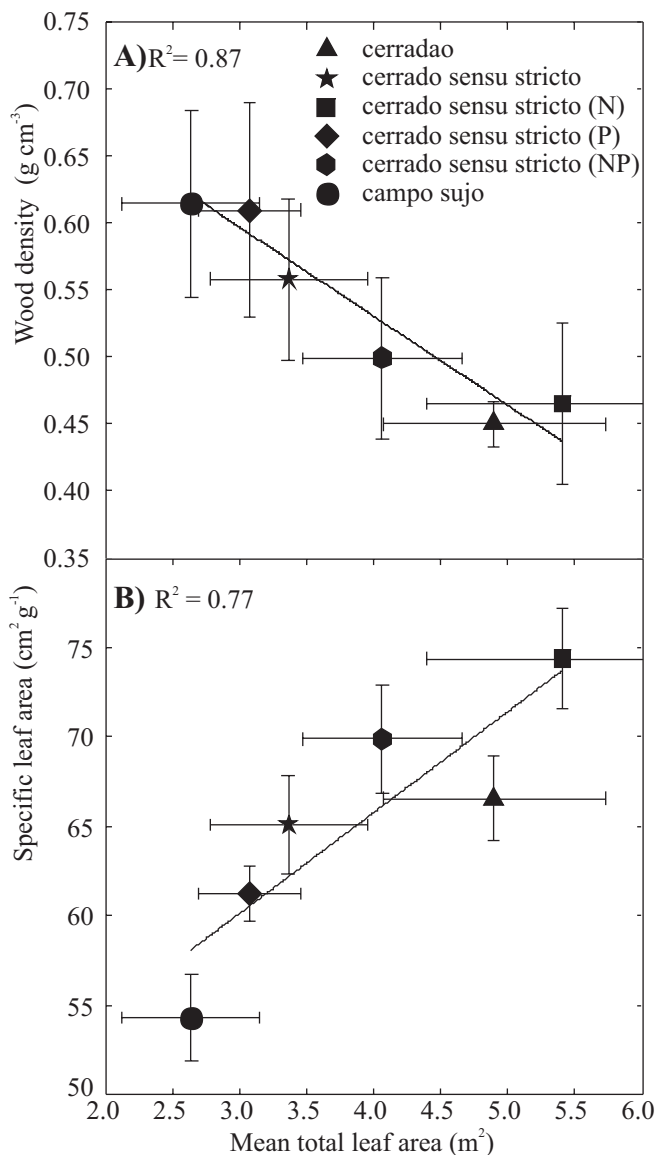 A) R²= 0.87
cerradao
cerrado sensu stricto
cerrado sensu stricto (N)
cerrado sensu stricto (P)
cerrado sensu stricto (NP)
campo sujo
Wood density (g cm⁻³)
0.75
0.70
0.65
0.60
0.55
0.50
0.45
0.40
0.35
B) R² = 0.77
Specific leaf area (cm² g⁻¹)
75
70
65
60
55
50
2.0 2.5 3.0 3.5 4.0 4.5 5.0 5.5 6.0
Mean total leaf area (m²)